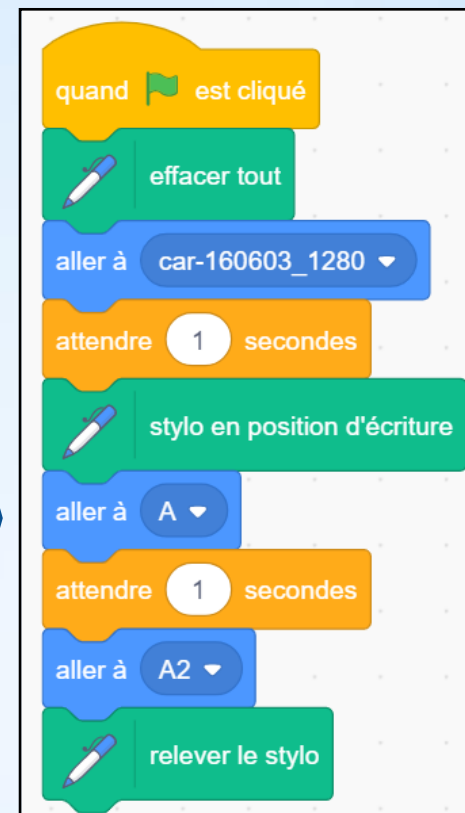 quand est cliqué
effacer tout
aller à car-160603_1280
attendre 1 secondes
stylo en position d'écriture
aller à A
attendre 1 secondes
aller à A2
relever le stylo